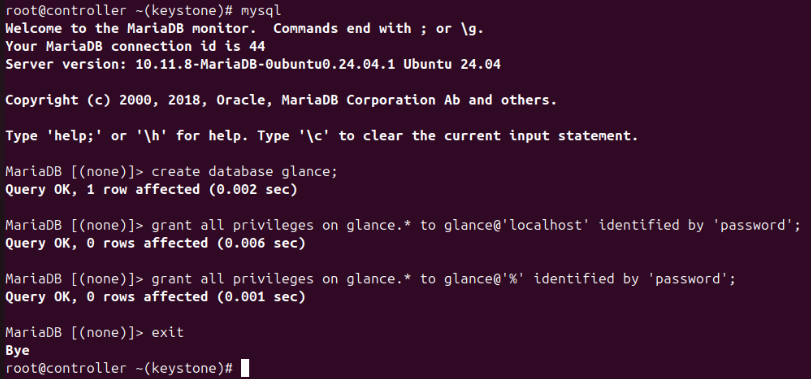 root@controller ~(keystone)# mysql
Welcome to the MariaDB monitor.  Commands end with ; or \g.
Your MariaDB connection id is 44
Server version: 10.11.8-MariaDB-0ubuntu0.24.04.1 Ubuntu 24.04
Copyright (c) 2000, 2018, Oracle, MariaDB Corporation Ab and others.
Type 'help;' or '\h' for help. Type '\c' to clear the current input statement.
MariaDB [(none)]> create database glance;
Query OK, 1 row affected (0.002 sec)
MariaDB [(none)]> grant all privileges on glance.* to glance@'localhost' identified by 'password';
Query OK, 0 rows affected (0.006 sec)
MariaDB [(none)]> grant all privileges on glance.* to glance@'%' identified by 'password';
Query OK, 0 rows affected (0.001 sec)
MariaDB [(none)]> exit
Bye
root@controller ~(keystone)#